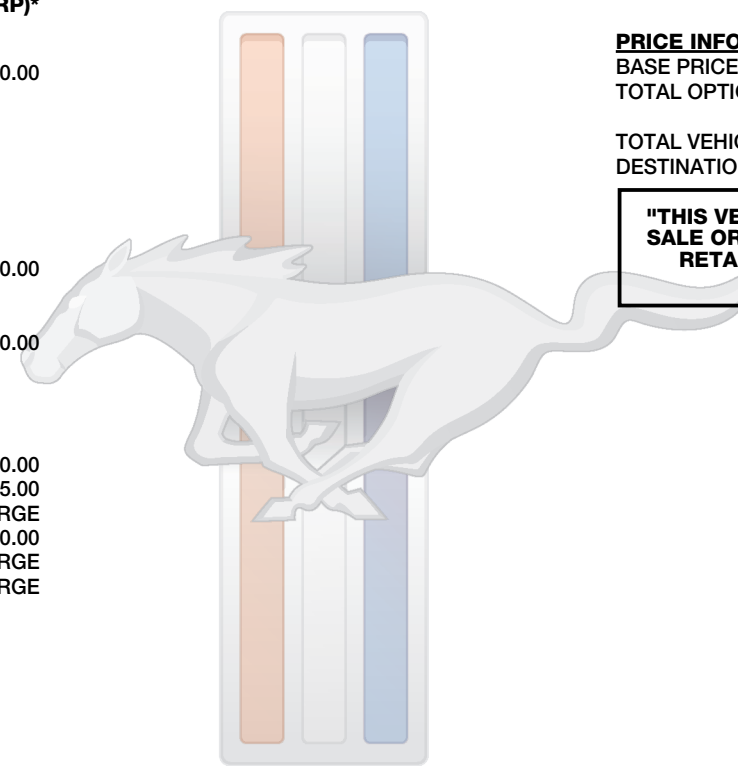 RP)*
0.00
0.00
0.00
0.00
5.00
RGE
0.00
RGE
RGE
PRICE INFO
BASE PRICE
TOTAL OPTIO
TOTAL VEHIC
DESTINATIO
"THIS VE
SALE OR
RETA